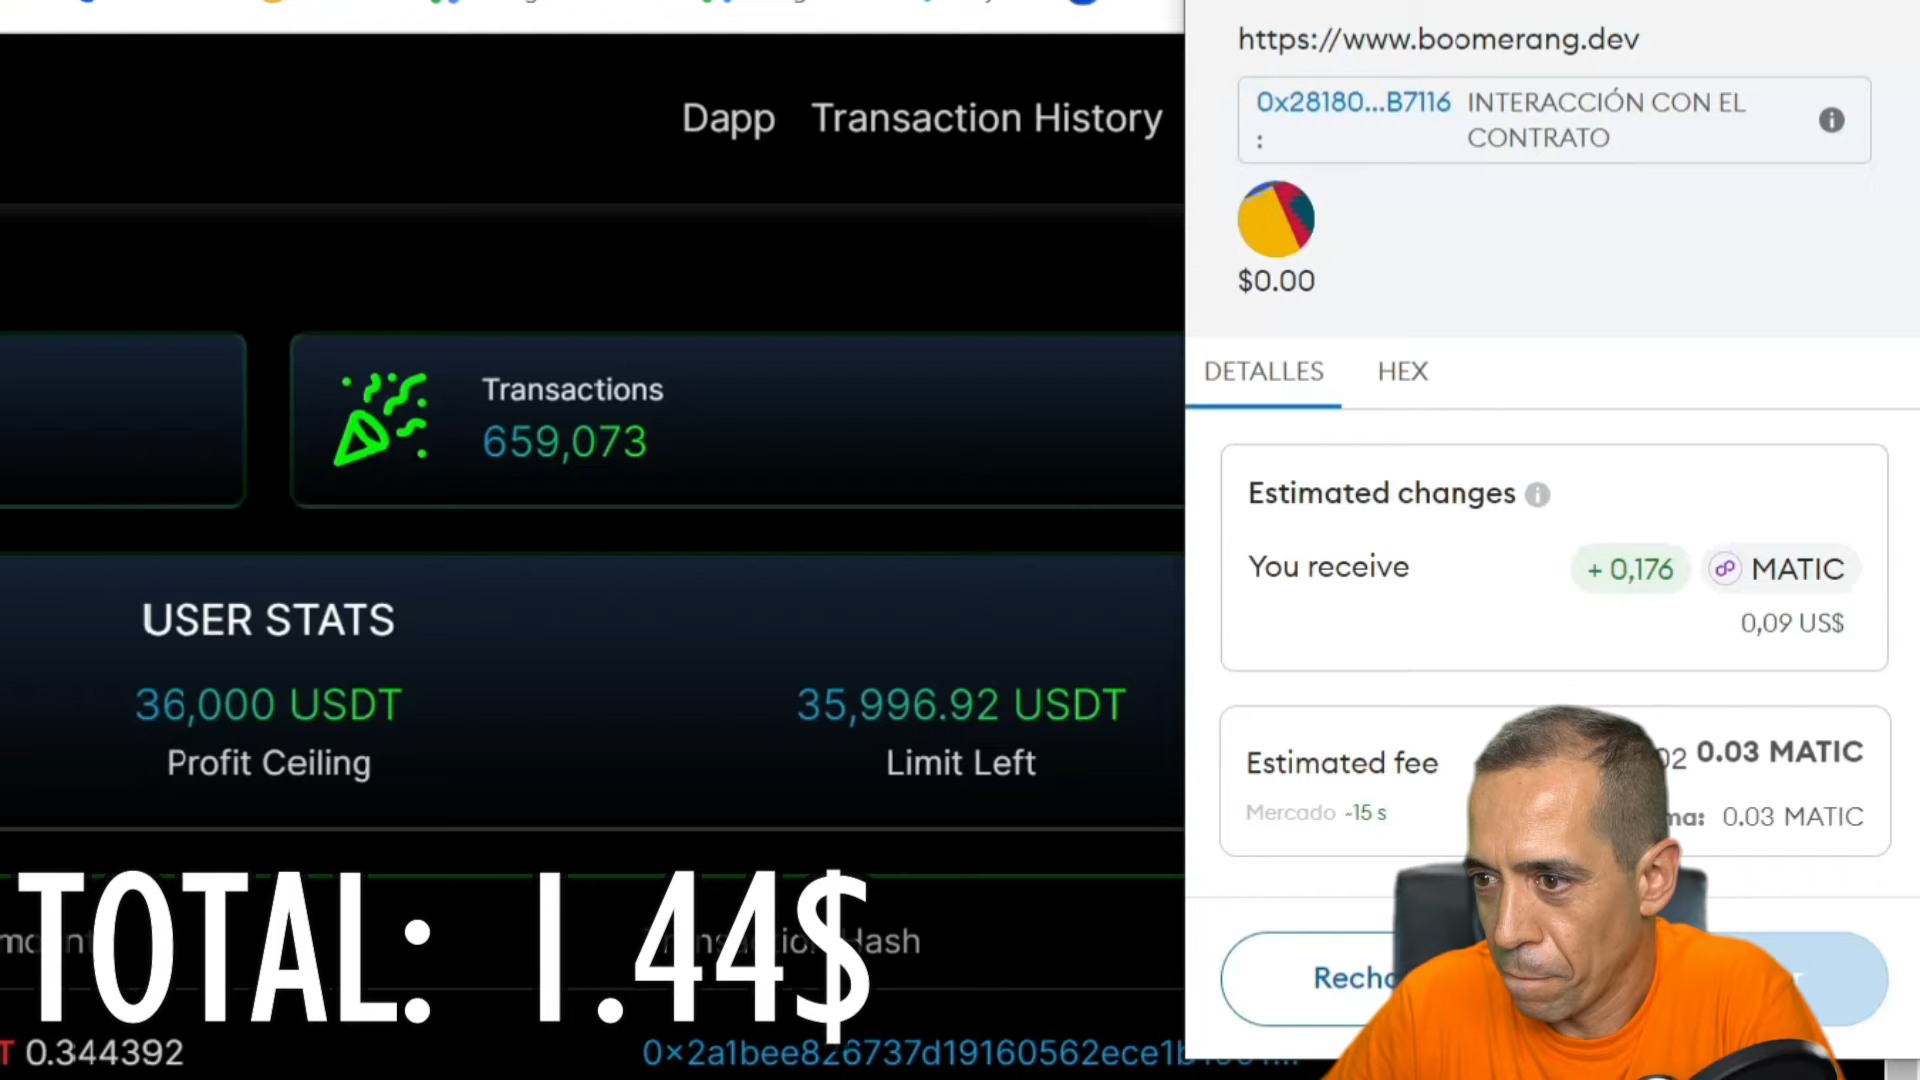 Dapp Transaction History
Transactions
659,073
USER STATS
36,000 USDT
Profit Ceiling
35,996.92 USDT
Limit Left
TOTAL: 1.44$
Hash
0.344392
https://www.boomerang.dev
0x28180...B7116 INTERACCIÓN CON EL
: CONTRATO
$0.00
DETALLES HEX
Estimated changes
You receive + 0,176 MATIC
0,09 US$
Estimated fee 0.03 MATIC
Mercado ~15 s 0.03 MATIC